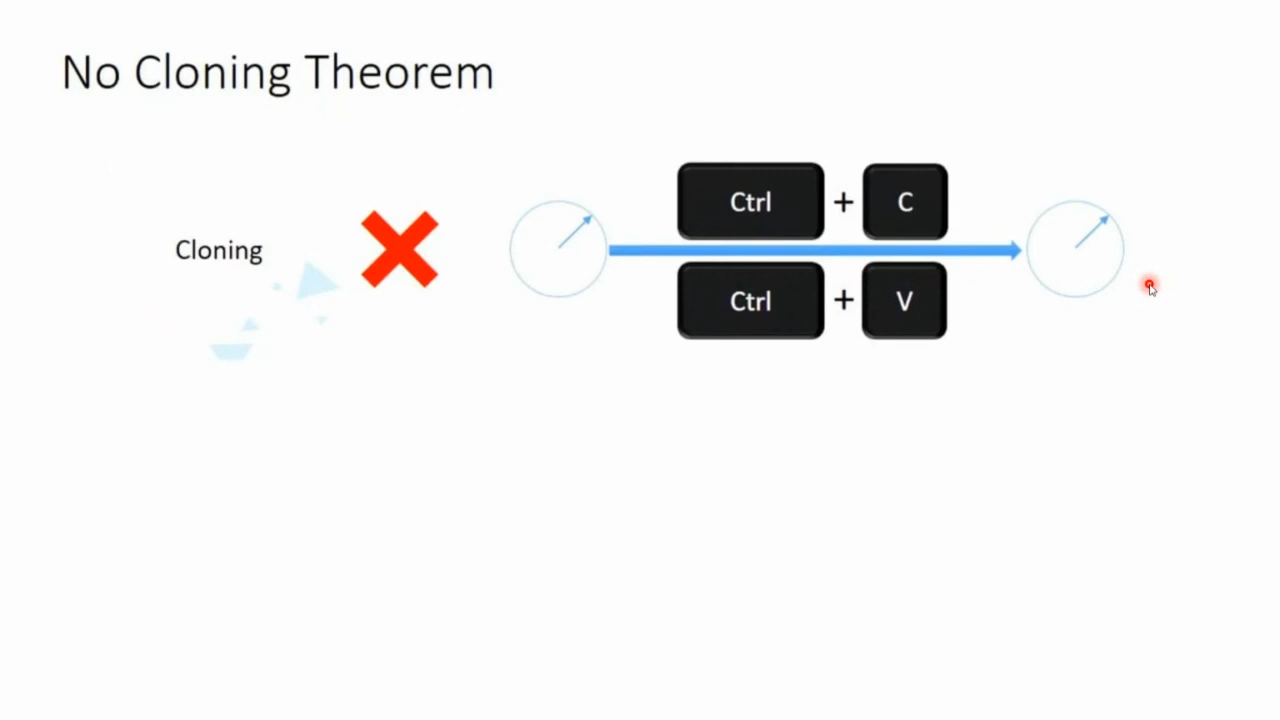 No Cloning Theorem
Ctrl + C
Cloning
Ctrl + V